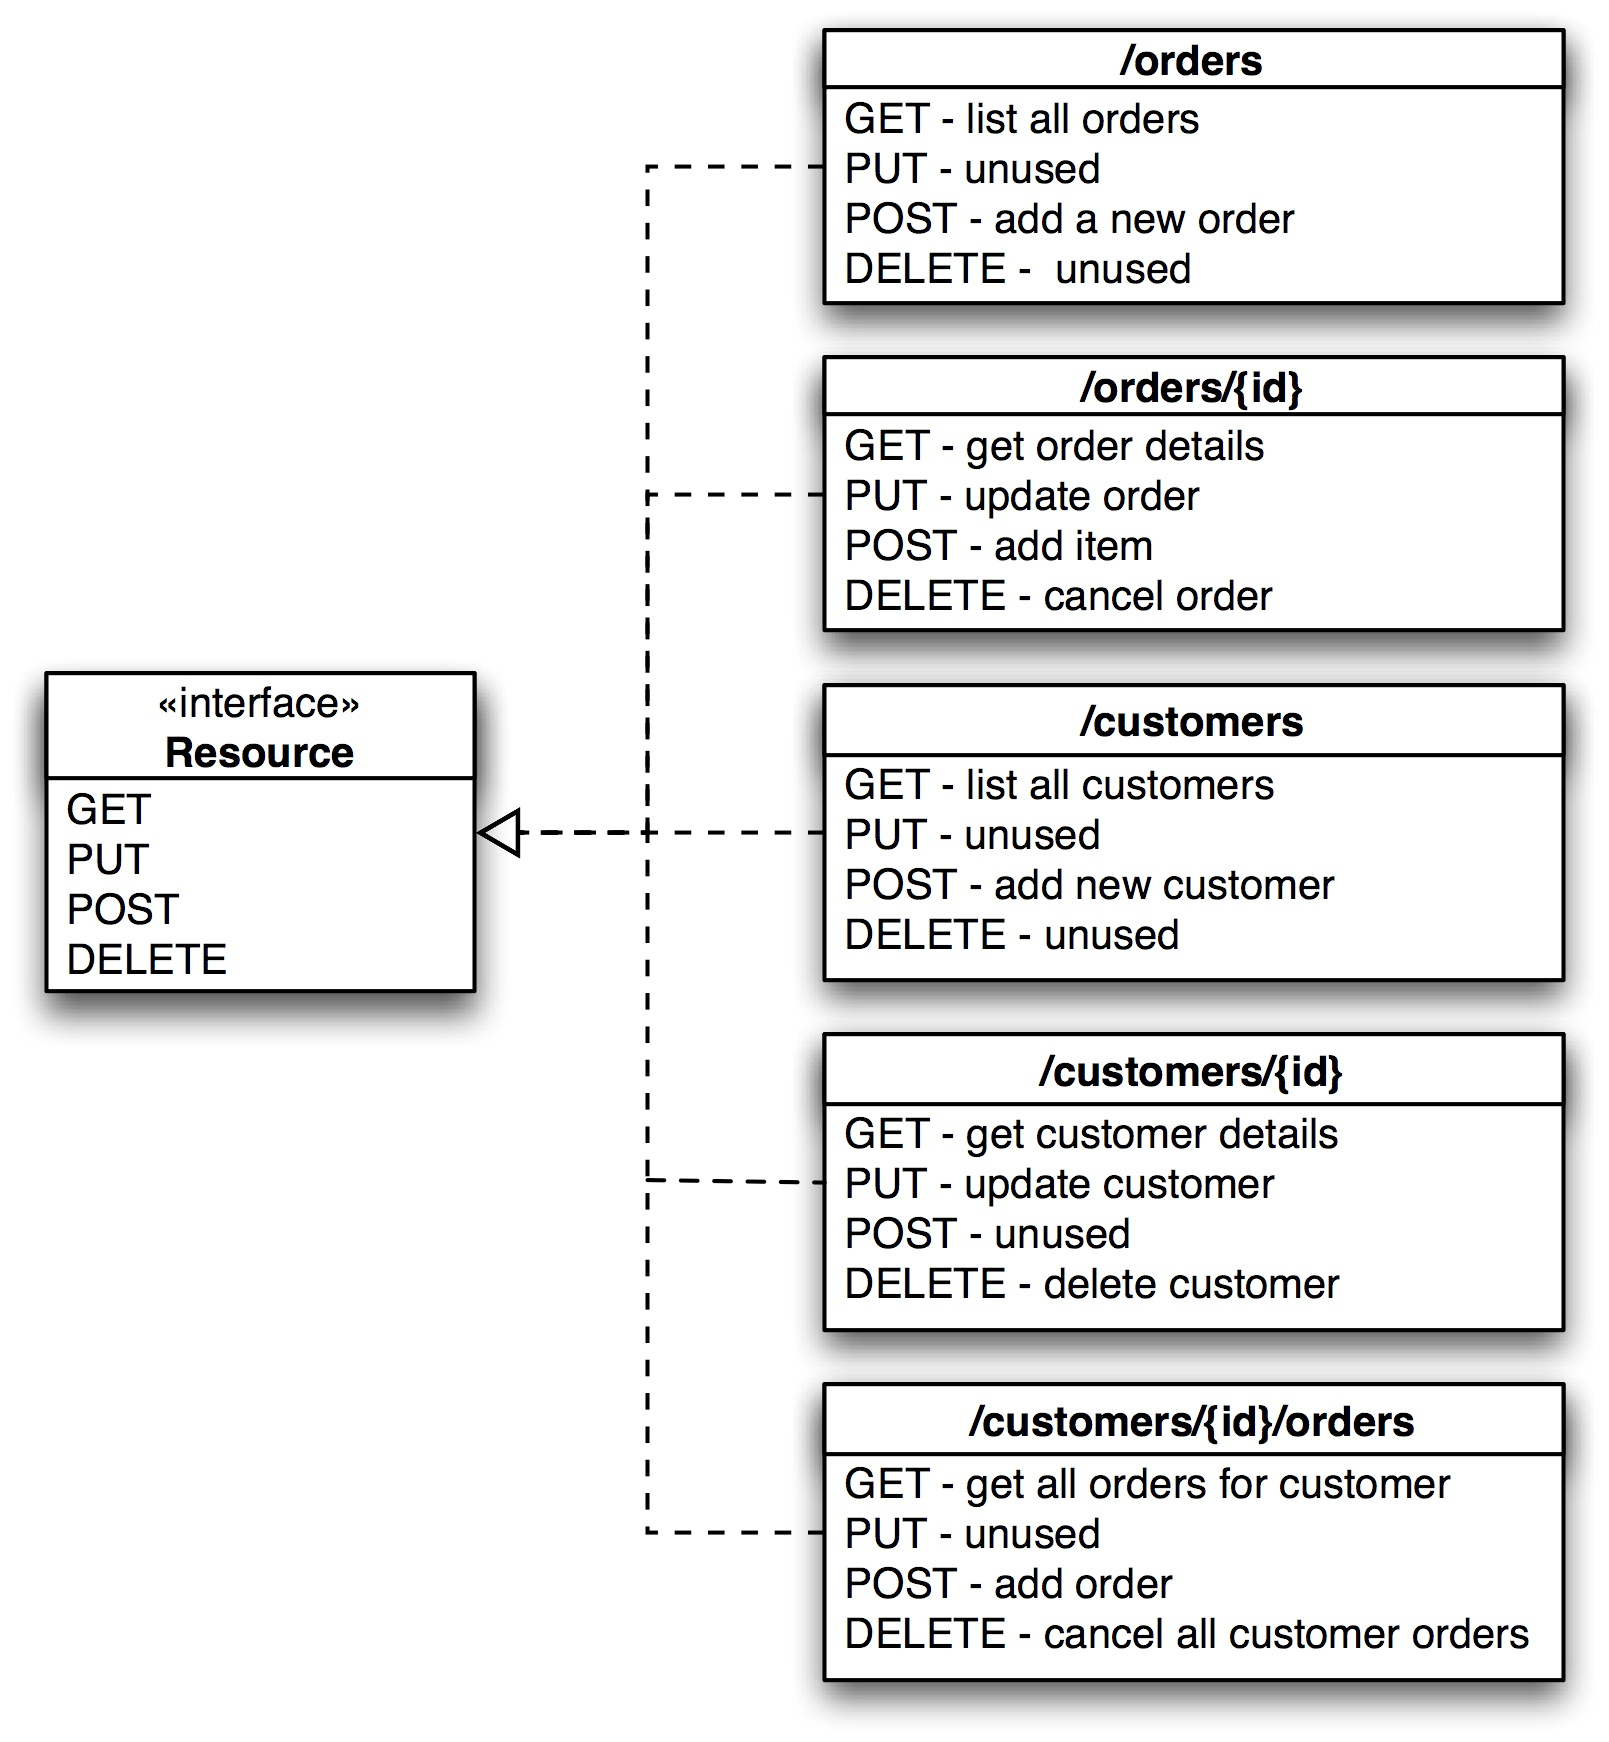 «interface»
Resource
GET
PUT
POST
DELETE
/orders
GET - list all orders
PUT - unused
POST - add a new order
DELETE -  unused
/orders/{id}
GET - get order details
PUT - update order
POST - add item
DELETE - cancel order
/customers
GET - list all customers
PUT - unused
POST - add new customer
DELETE - unused
/customers/{id}
GET - get customer details
PUT - update customer
POST - unused
DELETE - delete customer
/customers/{id}/orders
GET - get all orders for customer
PUT - unused
POST - add order
DELETE - cancel all customer orders